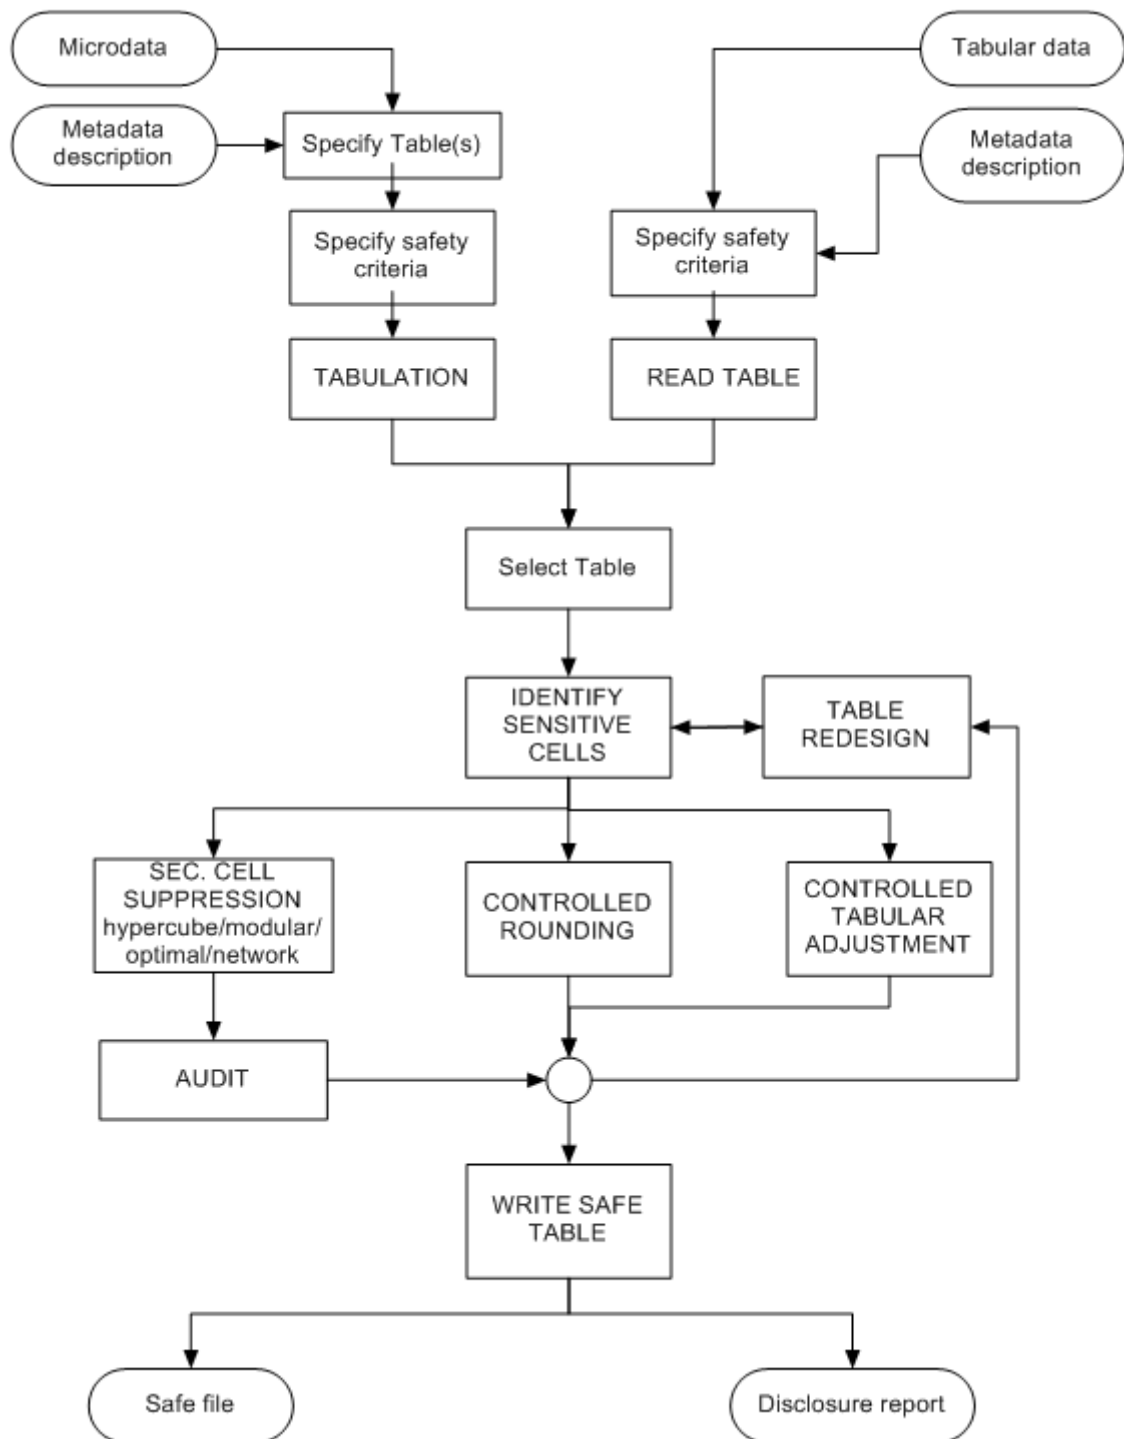 Microdata
Tabular data
Metadata
description
Specify Table(s)
Metadata
description
Specify safety
criteria
Specify safety
criteria
TABULATION
READ TABLE
Select Table
IDENTIFY
SENSITIVE
CELLS
TABLE
REDESIGN
SEC. CELL
SUPPRESSION
hypercube/modular/
optimal/network
CONTROLLED
ROUNDING
CONTROLLED
TABULAR
ADJUSTMENT
AUDIT
WRITE SAFE
TABLE
Safe file
Disclosure report